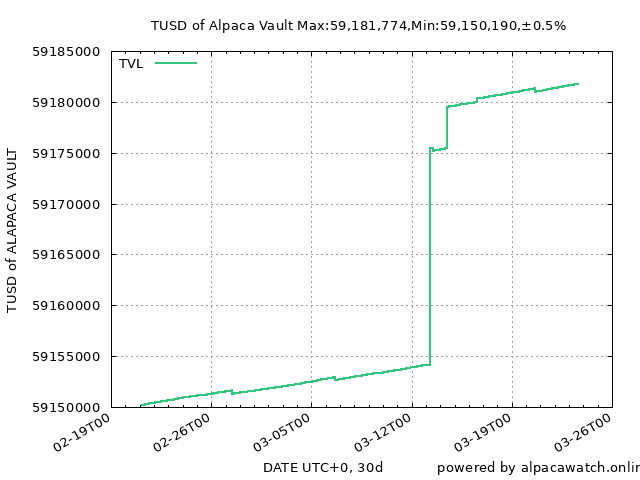 TUSD of Alpaca Vault Max:59,181,774,Min:59,150,190,±0.5%
TVL
59185000
59180000
59175000
59170000
59165000
59160000
59155000
59150000
TUSD of ALAPACA VAULT
02-19T00
02-26T00
03-05T00
03-12T00
03-19T00
03-26T00
DATE UTC+0, 30d
powered by alpacawatch.onlin